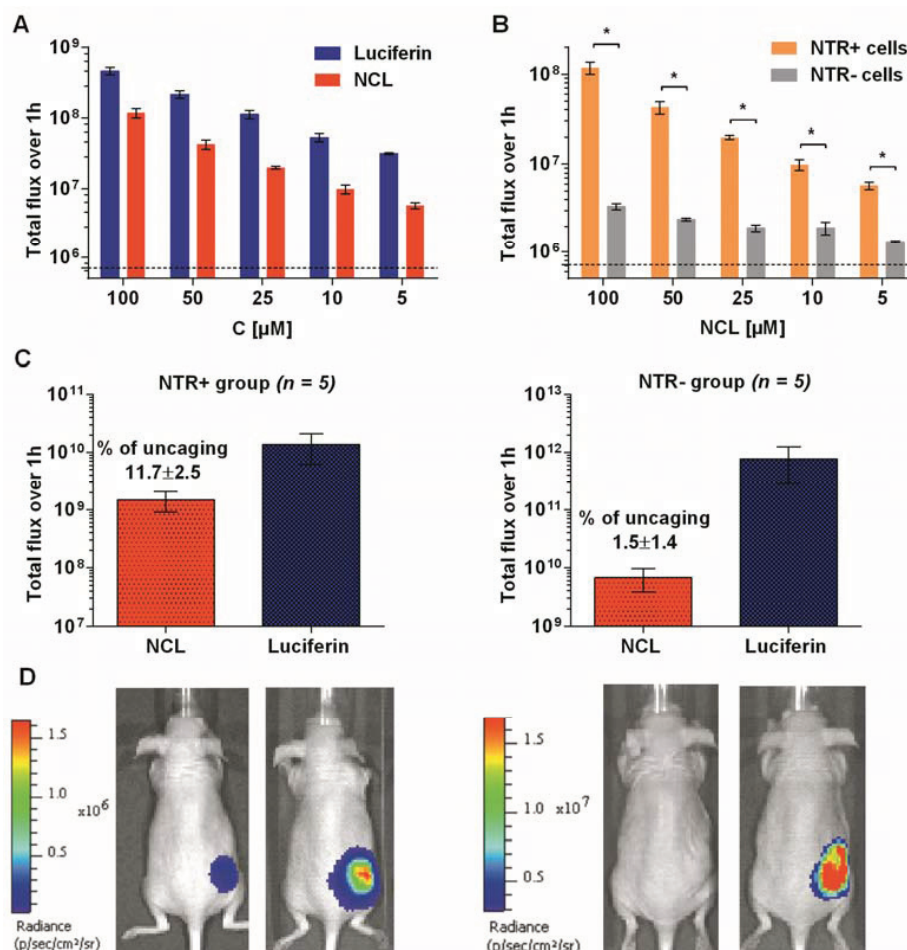 A
10⁹
10⁸
10⁷
10⁶
Total flux over 1h
Luciferin
NCL
100 50 25 10 5
C [µM]
B
10⁸
10⁷
10⁶
Total flux over 1h
NTR+ cells
NTR- cells
* * * * *
100 50 25 10 5
NCL [µM]
C
NTR+ group (n = 5)
10¹¹
10¹⁰
10⁹
10⁸
10⁷
Total flux over 1h
% of uncaging
11.7±2.5
NCL Luciferin
NTR- group (n = 5)
10¹³
10¹²
10¹¹
10¹⁰
10⁹
Total flux over 1h
% of uncaging
1.5±1.4
NCL Luciferin
D
1.5
1.0
0.5
x10⁶
Radiance
(p/sec/cm²/sr)
1.5
1.0
0.5
x10⁷
Radiance
(p/sec/cm²/sr)